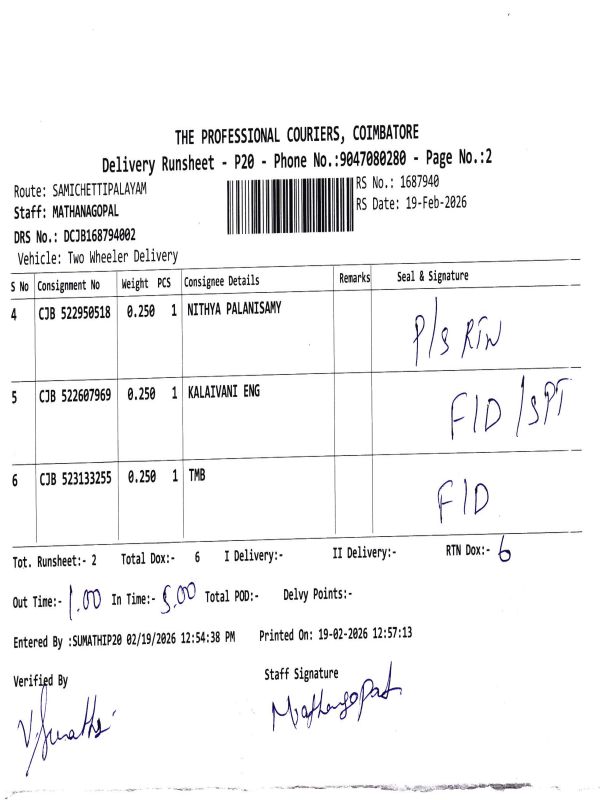 THE PROFESSIONAL COURIERS, COIMBATORE
Delivery Runsheet - P20 - Phone No.:9047080280 - Page No.:2
Route: SAMICHETTIPALAYAM
RS No.: 1687940
Staff: MATHANAGOPAL
RS Date: 19-Feb-2026
DRS No.: DCJB168794002
Vehicle: Two Wheeler Delivery
S No Consignment No Weight PCS Consignee Details Remarks Seal & Signature
4 CJB 522950518 0.250 1 NITHYA PALANISAMY P/S RTN
5 CJB 522607969 0.250 1 KALAIVANI ENG F/D /SPT
6 CJB 523133255 0.250 1 TMB F/D
Tot. Runsheet:- 2 Total Dox:- 6 I Delivery:- II Delivery:- RTN Dox:- 6
Out Time:- 1.00 In Time:- 5.00 Total POD:- Delvy Points:-
Entered By :SUMATHIP20 02/19/2026 12:54:38 PM Printed On: 19-02-2026 12:57:13
Verified By Staff Signature
V. Sumathi